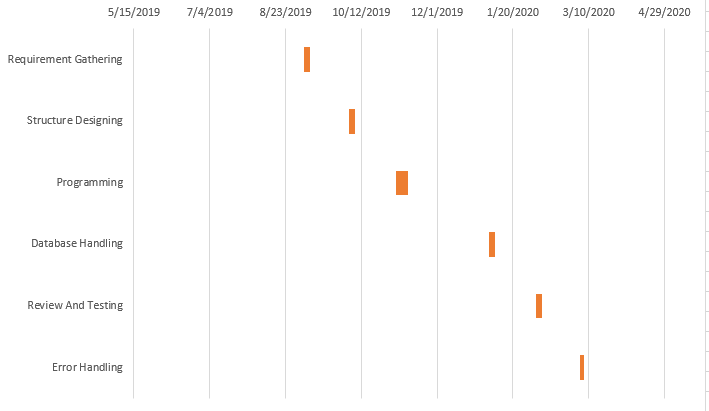 5/15/2019 7/4/2019 8/23/2019 10/12/2019 12/1/2019 1/20/2020 3/10/2020 4/29/2020
Requirement Gathering
Structure Designing
Programming
Database Handling
Review And Testing
Error Handling